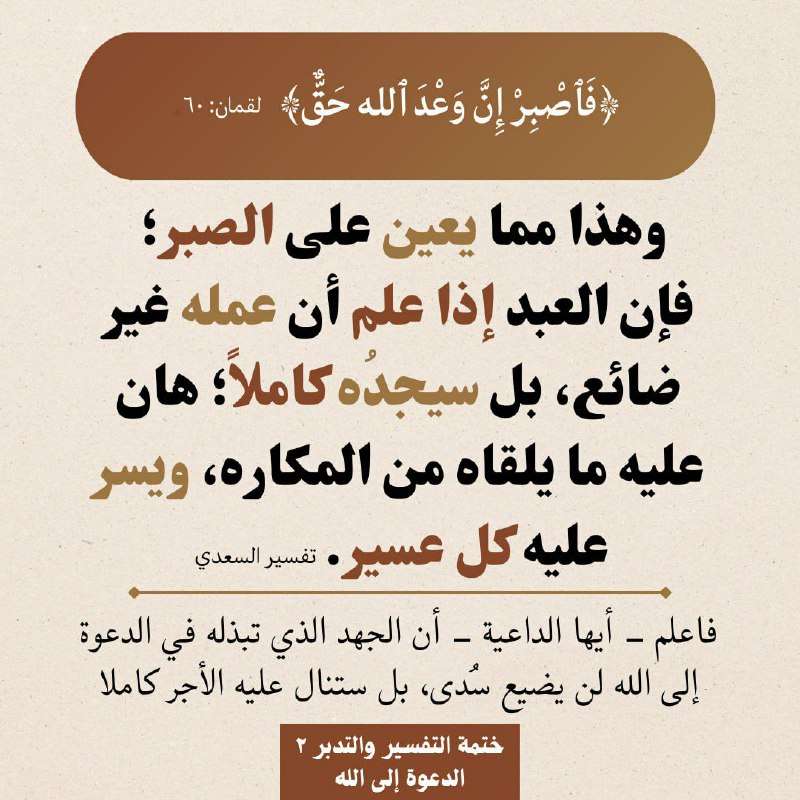 ﴿فَٱصْبِرْ إِنَّ وَعْدَ ٱلله حَقٌّ﴾ لقمان: ٦٠
وهذا مما يعين على الصبر؛
فإن العبد إذا علم أن عمله غير
ضائع، بل سيجدُه كاملاً؛ هان
عليه ما يلقاه من المكاره، ويسر
عليه كل عسير. تفسير السعدي
فاعلم – أيها الداعية – أن الجهد الذي تبذله في الدعوة
إلى الله لن يضيع سُدى، بل ستنال عليه الأجر كاملا
ختمة التفسير والتدبر ٢
الدعوة إلى الله